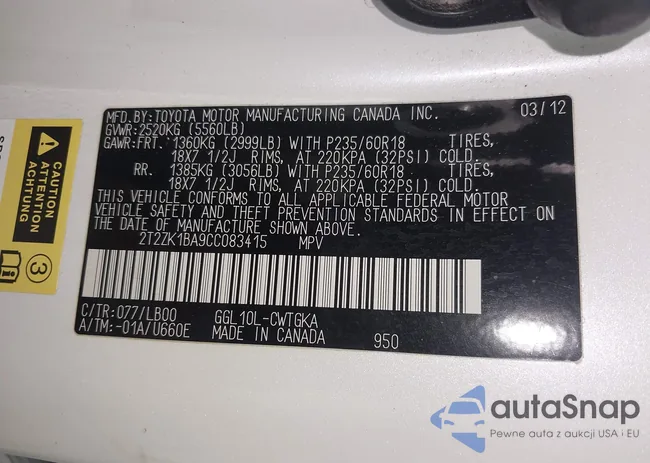 MFD.BY:TOYOTA MOTOR MANUFACTURING CANADA INC. 03/12
GVWR:2520KG (5560LB)
GAWR:FRT. 1360KG (2999LB) WITH P235/60R18 TIRES,
18X7 1/2J RIMS, AT 220KPA (32PSI) COLD.
RR. 1385KG (3056LB) WITH P235/60R18 TIRES,
18X7 1/2J RIMS, AT 220KPA (32PSI) COLD.
THIS VEHICLE CONFORMS TO ALL APPLICABLE FEDERAL MOTOR
VEHICLE SAFETY AND THEFT PREVENTION STANDARDS IN EFFECT ON
THE DATE OF MANUFACTURE SHOWN ABOVE.
2T2ZK1BA9CC083415 MPV
C/TR:077/LB00 GGL10L-CWTGKA
A/TM:-01A/U660E MADE IN CANADA 950
CAUTION
ATTENTION
ACHTUNG
3
autaSnap
Pewne auta z aukcji USA i EU